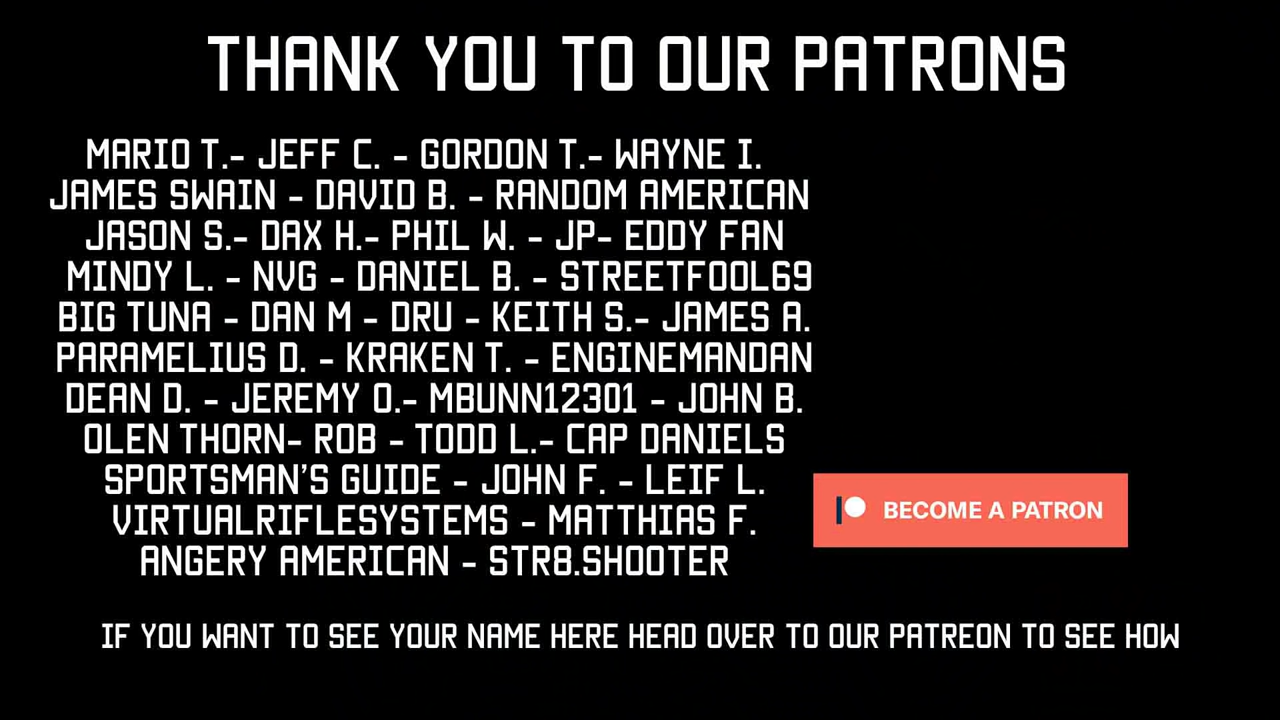 THANK YOU TO OUR PATRONS
MARIO T.- JEFF C. - GORDON T.- WAYNE I.
JAMES SWAIN - DAVID B. - RANDOM AMERICAN
JASON S.- DAX H.- PHIL W. - JP- EDDY FAN
MINDY L. - NVG - DANIEL B. - STREETFOOL69
BIG TUNA - DAN M - DRU - KEITH S.- JAMES A.
PARAMELIUS D. - KRAKEN T. - ENGINEMANDAN
DEAN D. - JEREMY O.- MBUNN12301 - JOHN B.
OLEN THORN- ROB - TODD L.- CAP DANIELS
SPORTSMAN'S GUIDE - JOHN F. - LEIF L.
VIRTUALRIFLESYSTEMS - MATTHIAS F.
ANGERY AMERICAN - STR8.SHOOTER
BECOME A PATRON
IF YOU WANT TO SEE YOUR NAME HERE HEAD OVER TO OUR PATREON TO SEE HOW